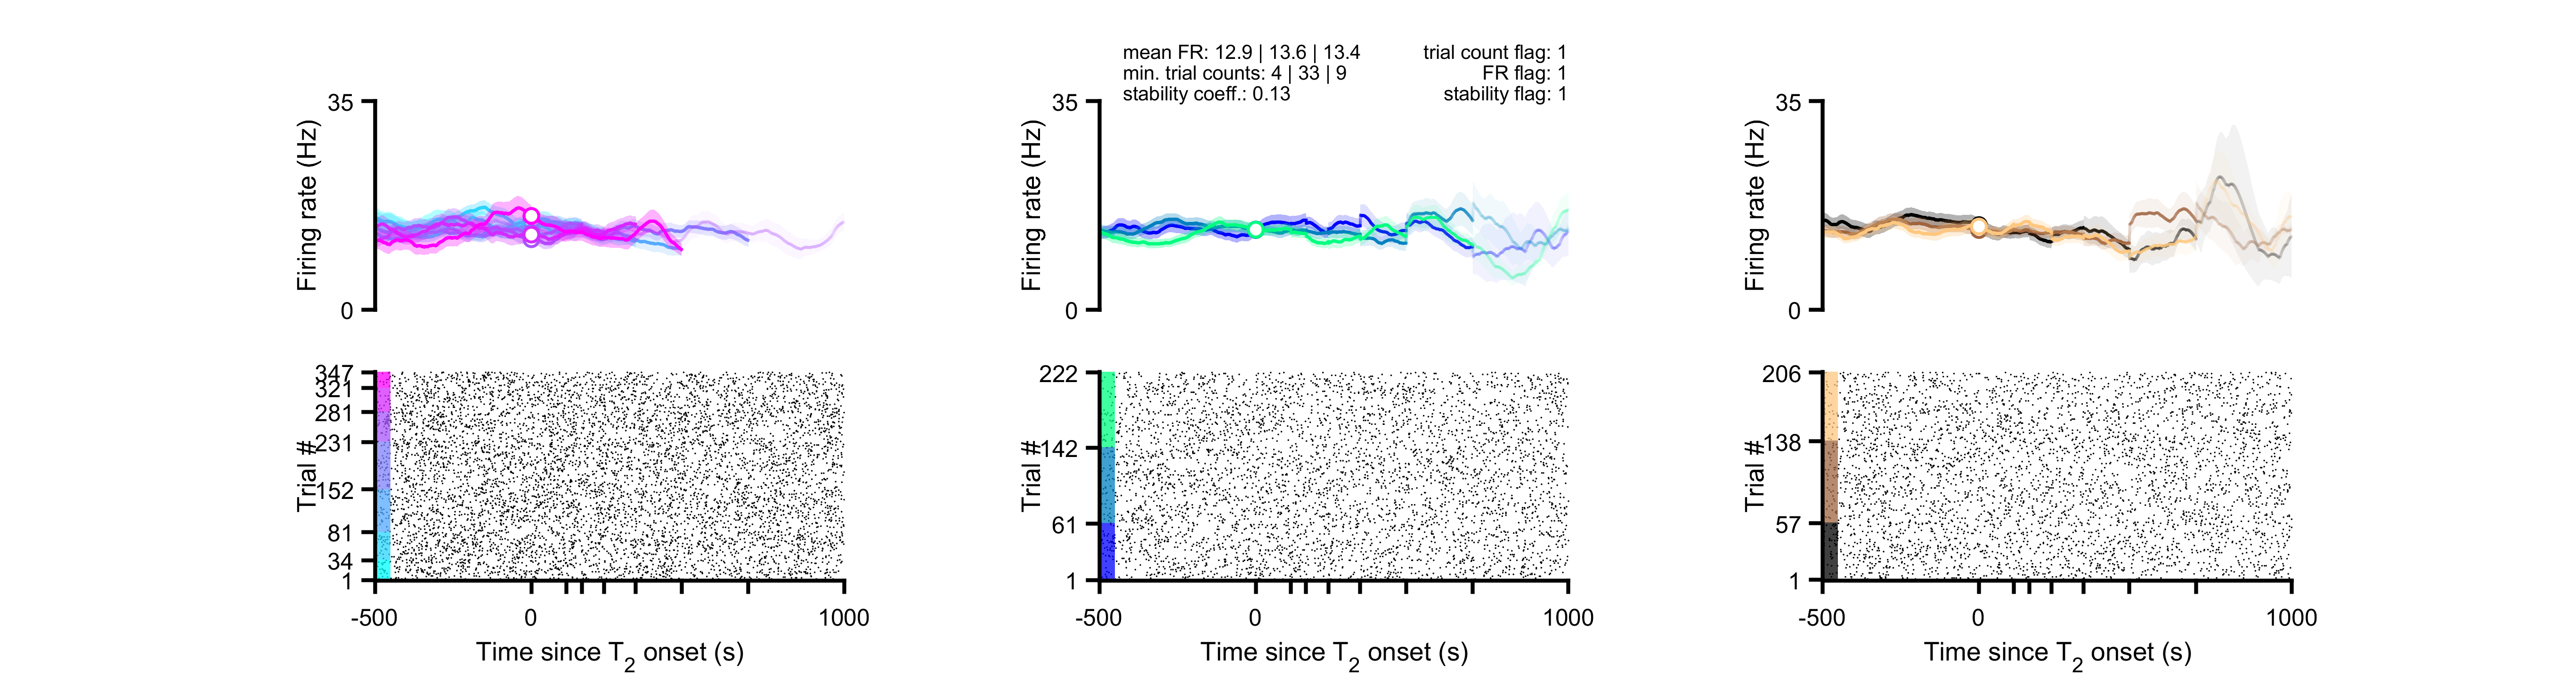 mean FR: 12.9 | 13.6 | 13.4
min. trial counts: 4 | 33 | 9
stability coeff.: 0.13
trial count flag: 1
FR flag: 1
stability flag: 1
35
Firing rate (Hz)
0
35
Firing rate (Hz)
0
35
Firing rate (Hz)
0
347
321
281
231
152
81
34
1
Trial #
-500
0
1000
Time since T2 onset (s)
222
142
61
1
Trial #
-500
0
1000
Time since T2 onset (s)
206
138
57
1
Trial #
-500
0
1000
Time since T2 onset (s)